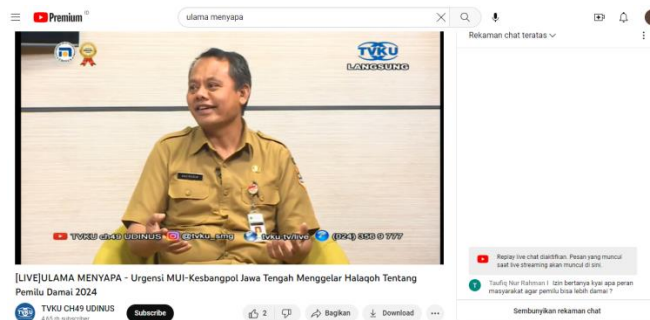 Premium
ulama menyapa
Rekaman chat teratas
TVKU
LANGSUNG
TVKU ch49 UDINUS @tvku_smg tvku.tv/live (024) 356 9 777
[LIVE]ULAMA MENYAPA - Urgensi MUI-Kesbangpol Jawa Tengah Menggelar Halaqoh Tentang
Pemilu Damai 2024
TVKU CH49 UDINUS
Subscribe
2
Bagikan
Download
Replay live chat diaktifkan. Pesan yang muncul
saat live streaming akan muncul di sini.
T
Taufiq Nur Rahman I Izin bertanya kyai apa peran
masyarakat agar pemilu bisa lebih damai ?
Sembunyikan rekaman chat